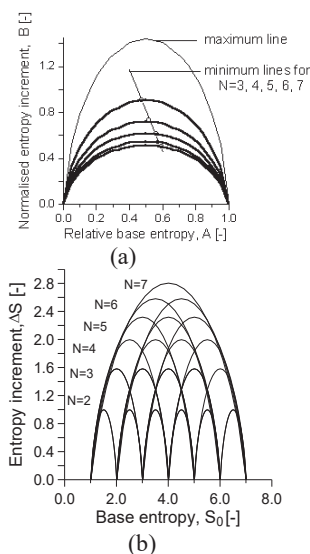 Normalised entropy increment, B [-]
1.2
0.8
0.4
0.0
maximum line
minimum lines for
N=3, 4, 5, 6, 7
0.0 0.2 0.4 0.6 0.8 1.0
Relative base entropy, A [-]
(a)
Entropy increment,ΔS [-]
2.8
2.4
2.0
1.6
1.2
0.8
0.4
0.0
N=7
N=6
N=5
N=4
N=3
N=2
0.0 2.0 4.0 6.0 8.0
Base entropy, S₀[-]
(b)